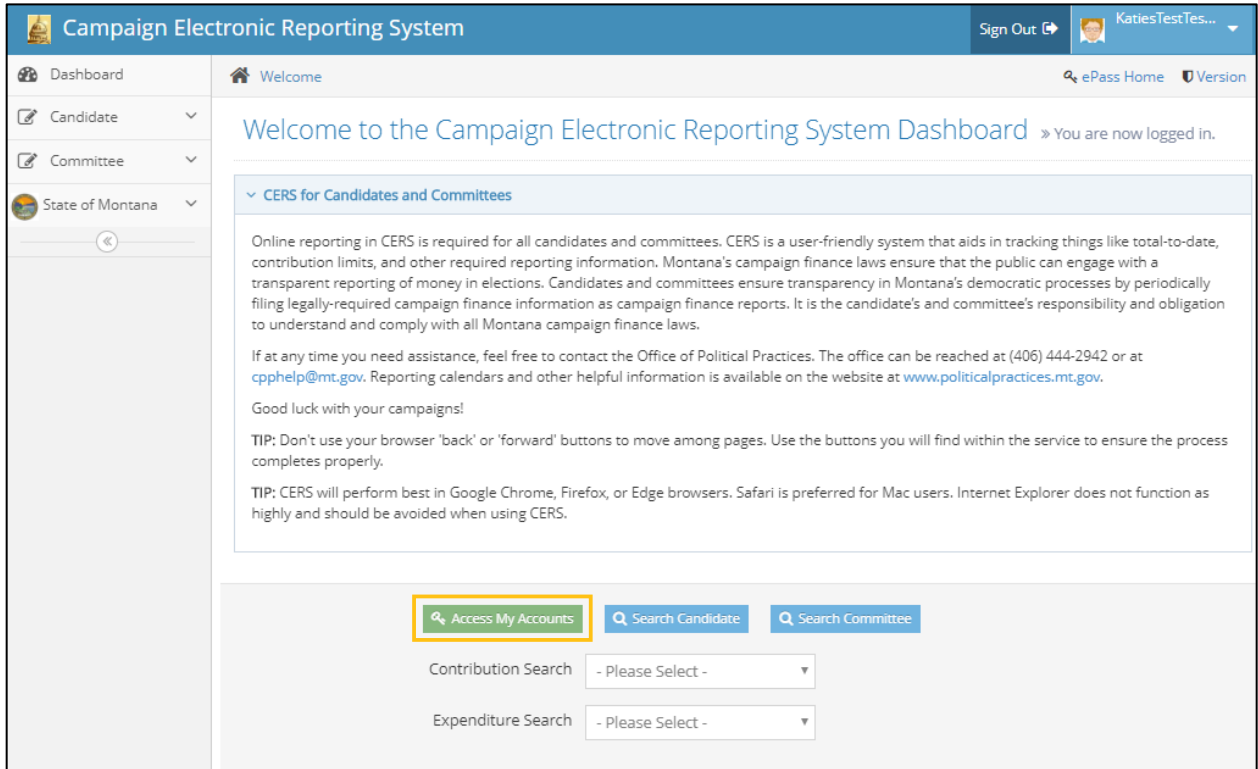 Campaign Electronic Reporting System
Sign Out
KatiesTestTes...
Dashboard
Candidate
Committee
State of Montana
Welcome
ePass Home
Version
Welcome to the Campaign Electronic Reporting System Dashboard » You are now logged in.
CERS for Candidates and Committees
Online reporting in CERS is required for all candidates and committees. CERS is a user-friendly system that aids in tracking things like total-to-date,
contribution limits, and other required reporting information. Montana's campaign finance laws ensure that the public can engage with a
transparent reporting of money in elections. Candidates and committees ensure transparency in Montana's democratic processes by periodically
filing legally-required campaign finance information as campaign finance reports. It is the candidate's and committee's responsibility and obligation
to understand and comply with all Montana campaign finance laws.
If at any time you need assistance, feel free to contact the Office of Political Practices. The office can be reached at (406) 444-2942 or at
cpphelp@mt.gov. Reporting calendars and other helpful information is available on the website at www.politicalpractices.mt.gov.
Good luck with your campaigns!
TIP: Don't use your browser 'back' or 'forward' buttons to move among pages. Use the buttons you will find within the service to ensure the process
completes properly.
TIP: CERS will perform best in Google Chrome, Firefox, or Edge browsers. Safari is preferred for Mac users. Internet Explorer does not function as
highly and should be avoided when using CERS.
Access My Accounts
Search Candidate
Search Committee
Contribution Search
- Please Select -
Expenditure Search
- Please Select -